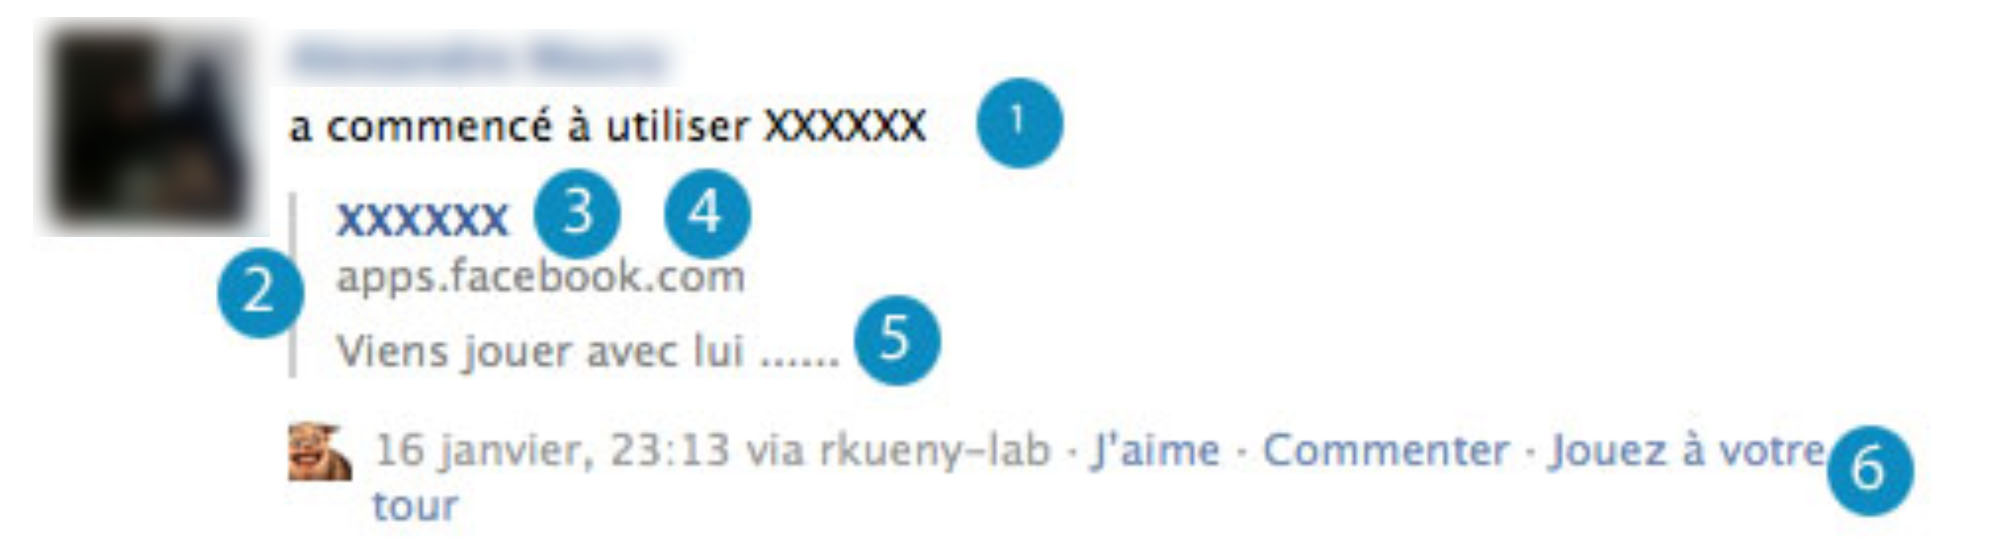 a commencé à utiliser XXXXXX 1
XXXXXX 3 4
apps.facebook.com
2
Viens jouer avec lui ...... 5
16 janvier, 23:13 via rkueny-lab · J'aime · Commenter · Jouez à votre 6
tour